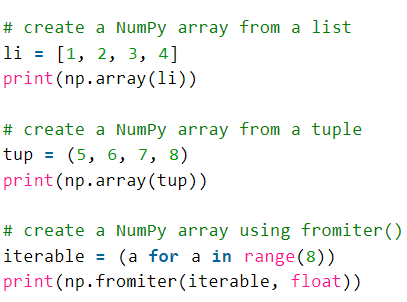 # create a NumPy array from a list
li = [1, 2, 3, 4]
print(np.array(li))
# create a NumPy array from a tuple
tup = (5, 6, 7, 8)
print(np.array(tup))
# create a NumPy array using fromiter()
iterable = (a for a in range(8))
print(np.fromiter(iterable, float))